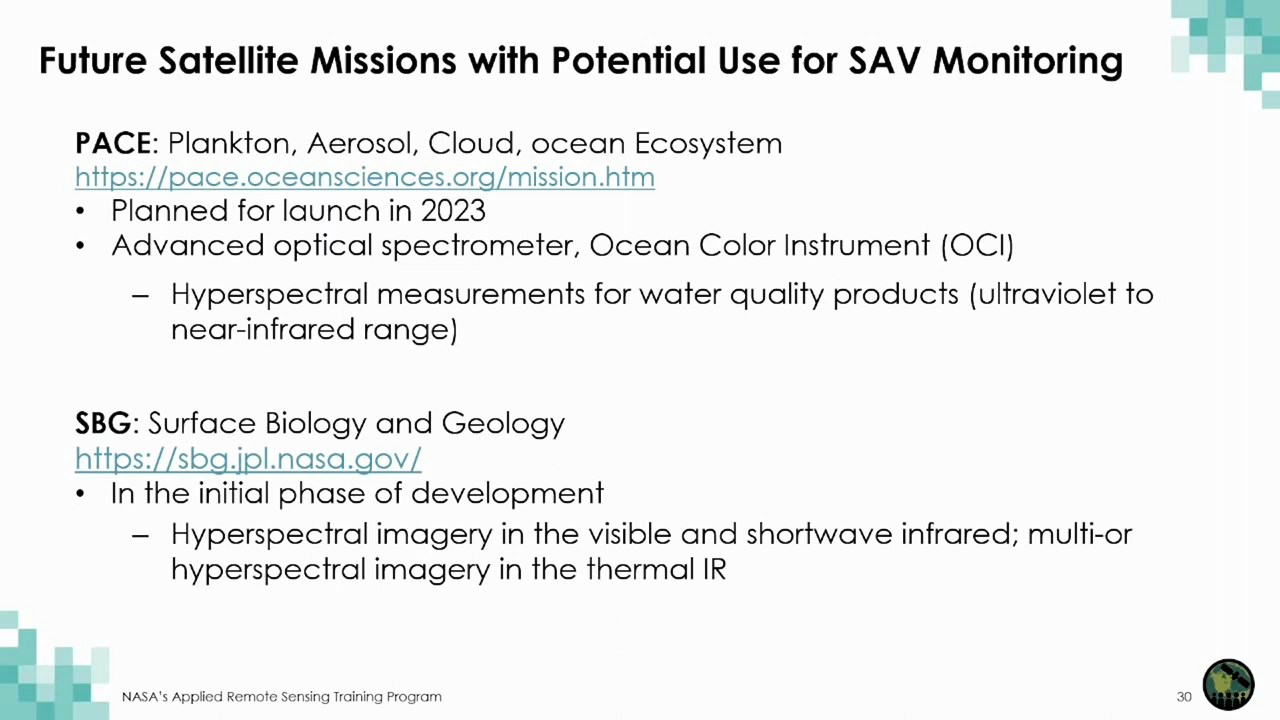 Future Satellite Missions with Potential Use for SAV Monitoring
PACE: Plankton, Aerosol, Cloud, ocean Ecosystem
https://pace.oceansciences.org/mission.htm
• Planned for launch in 2023
• Advanced optical spectrometer, Ocean Color Instrument (OCI)
– Hyperspectral measurements for water quality products (ultraviolet to
near-infrared range)
SBG: Surface Biology and Geology
https://sbg.jpl.nasa.gov/
• In the initial phase of development
– Hyperspectral imagery in the visible and shortwave infrared; multi-or
hyperspectral imagery in the thermal IR
NASA's Applied Remote Sensing Training Program
30